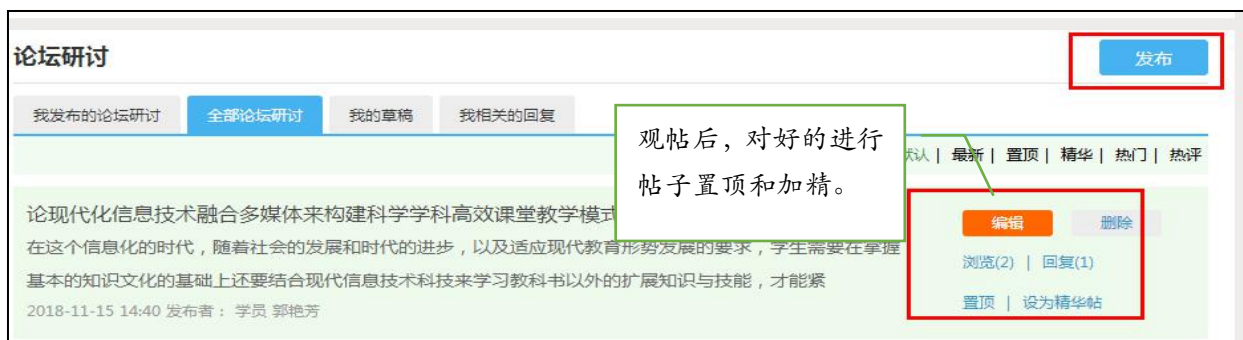 论坛研讨
发布
我发布的论坛研讨 全部论坛研讨 我的草稿 我相关的回复
观帖后，对好的进行
帖子置顶和加精。
认 | 最新 | 置顶 | 精华 | 热门 | 热评
论现代化信息技术融合多媒体来构建科学学科高效课堂教学模式
编辑 删除
在这个信息化的时代，随着社会的发展和时代的进步，以及适应现代教育形势发展的要求，学生需要在掌握
基本的知识文化的基础上还要结合现代信息技术科技来学习教科书以外的扩展知识与技能，才能紧
浏览(2) | 回复(1)
2018-11-15 14:40 发布者： 学员 郭艳芳
置顶 | 设为精华帖